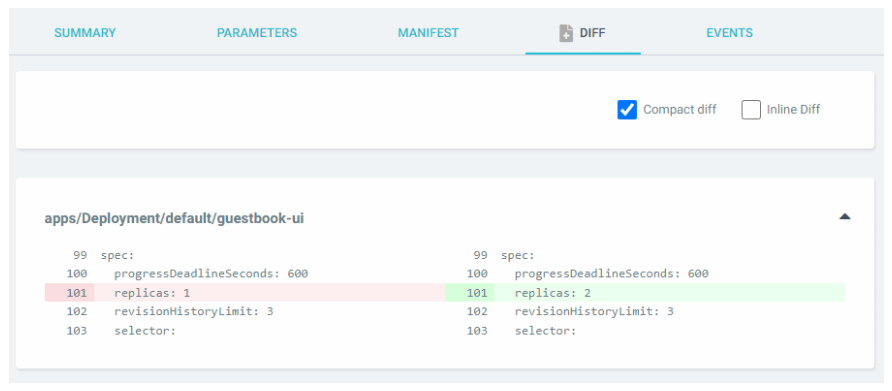 SUMMARY PARAMETERS MANIFEST DIFF EVENTS
Compact diff Inline Diff
apps/Deployment/default/guestbook-ui
99 spec: 99 spec:
100 progressDeadlineSeconds: 600 100 progressDeadlineSeconds: 600
101 replicas: 1 101 replicas: 2
102 revisionHistoryLimit: 3 102 revisionHistoryLimit: 3
103 selector: 103 selector: